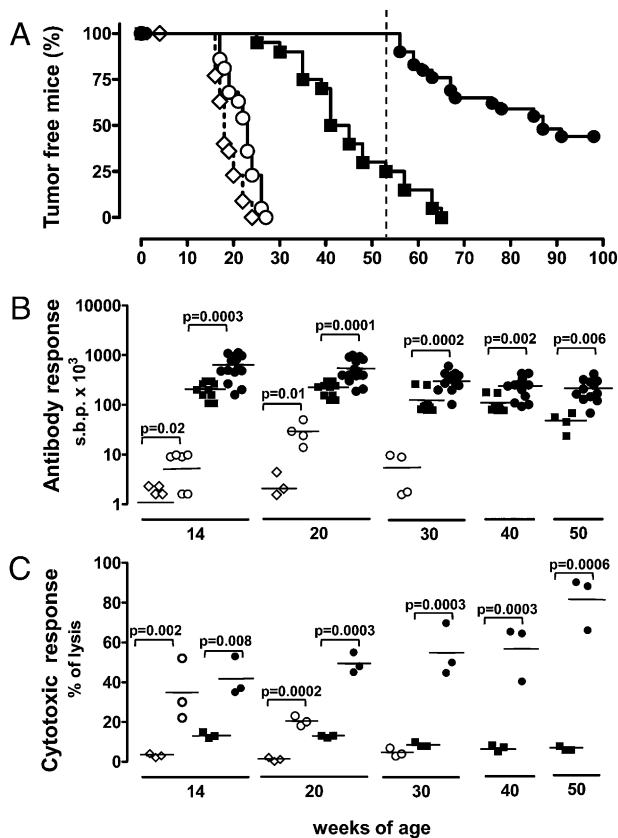 A
Tumor free mice (%)
100
75
50
25
0
0 10 20 30 40 50 60 70 80 90 100
B
Antibody response
s.b.p. x 10³
10000
1000
100
10
1
p=0.0003
p=0.02
p=0.0001
p=0.01
p=0.0002
p=0.002
p=0.006
14 20 30 40 50
C
Cytotoxic response
% of lysis
100
80
60
40
20
0
p=0.002
p=0.008
p=0.0002
p=0.0003
p=0.0003
p=0.0003
p=0.0006
14 20 30 40 50
weeks of age